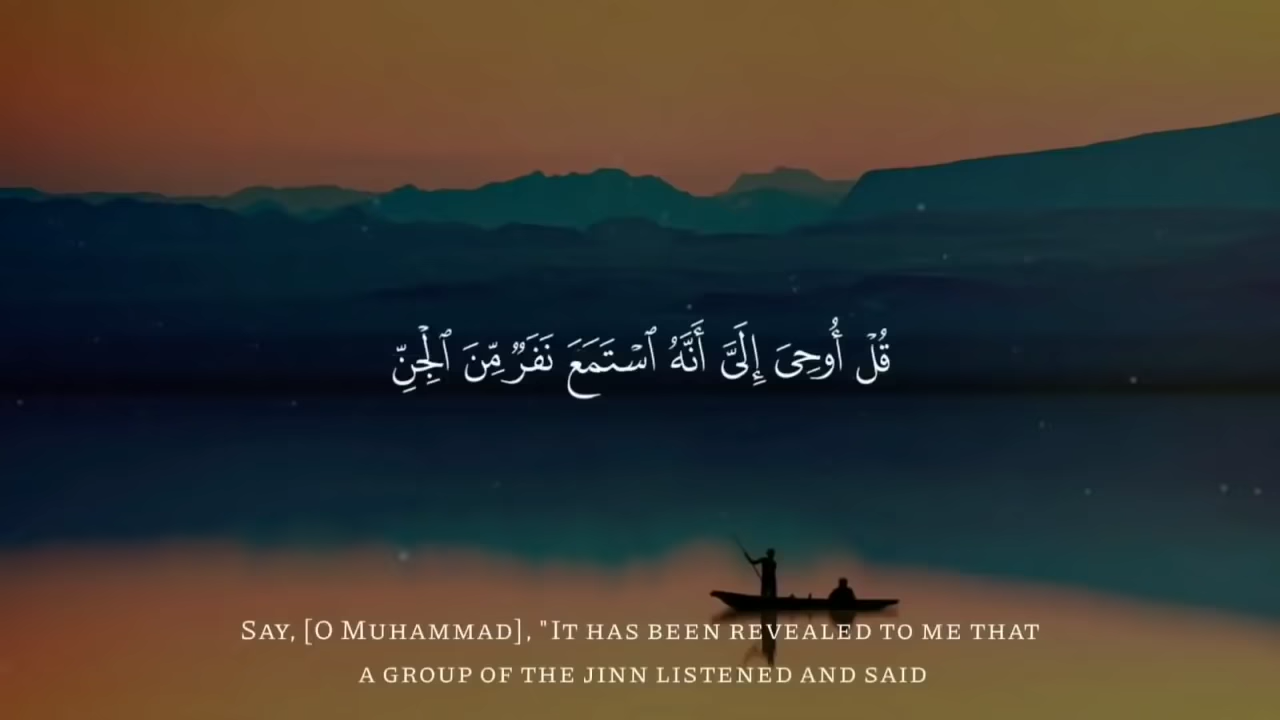 قُلْ أُوحِىَ إِلَىَّ أَنَّهُ ٱسْتَمَعَ نَفَرٌ مِّنَ ٱلْجِنِّ
Say, [O Muhammad], "It has been revealed to me that
a group of the jinn listened and said